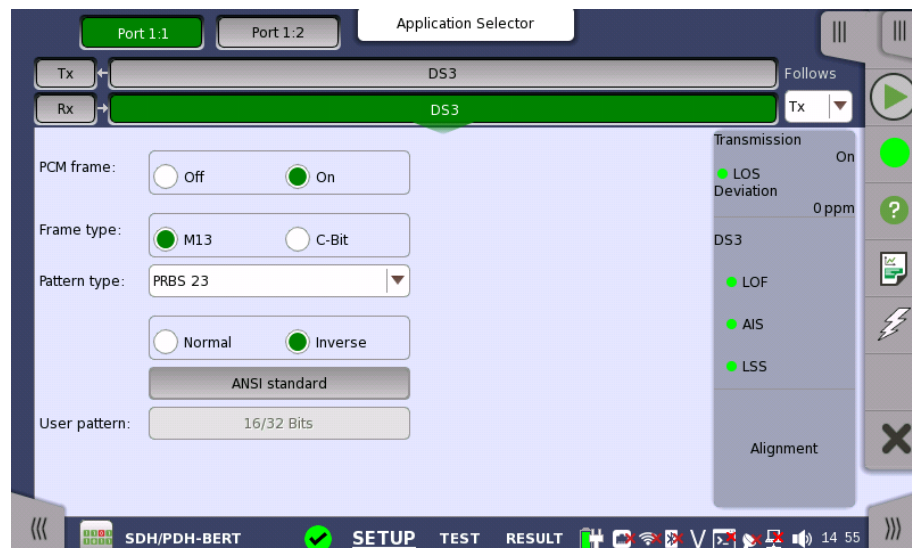 Port 1:1
Port 1:2
Application Selector
Tx
DS3
Follows
Rx
DS3
Tx
PCM frame:
Off
On
Frame type:
M13
C-Bit
Pattern type:
PRBS 23
Normal
Inverse
ANSI standard
User pattern:
16/32 Bits
Transmission
On
LOS
Deviation
0 ppm
DS3
LOF
AIS
LSS
Alignment
SDH/PDH-BERT
SETUP
TEST
RESULT
V
14 55